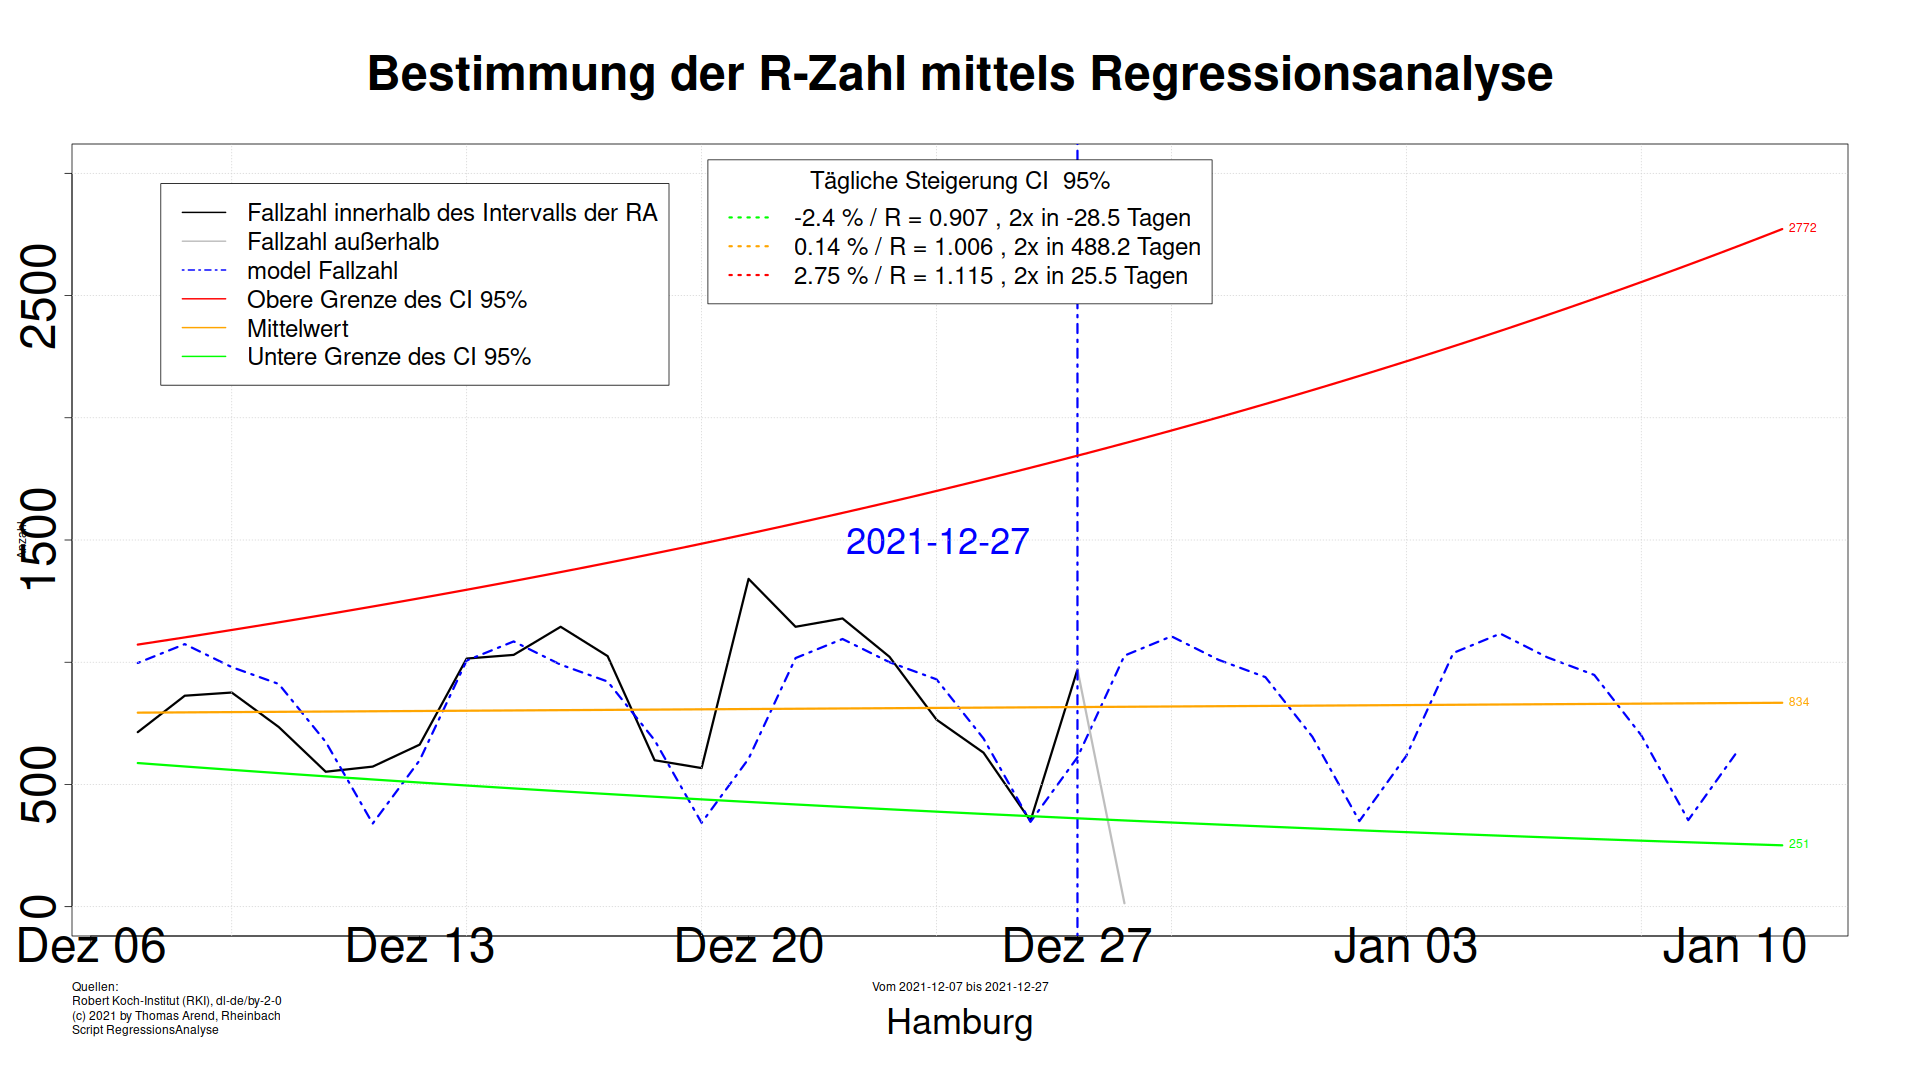 Bestimmung der R-Zahl mittels Regressionsanalyse
Fallzahl innerhalb des Intervalls der RA
Fallzahl außerhalb
model Fallzahl
Obere Grenze des CI 95%
Mittelwert
Untere Grenze des CI 95%
Tägliche Steigerung CI  95%
-2.4 % / R = 0.907 , 2x in -28.5 Tagen
0.14 % / R = 1.006 , 2x in 488.2 Tagen
2.75 % / R = 1.115 , 2x in 25.5 Tagen
2772
2500
2021-12-27
1500
Anzahl
834
500
251
0
Dez 06
Dez 13
Dez 20
Dez 27
Jan 03
Jan 10
Quellen:
Robert Koch-Institut (RKI), dl-de/by-2-0
(c) 2021 by Thomas Arend, Rheinbach
Script RegressionsAnalyse
Vom 2021-12-07 bis 2021-12-27
Hamburg